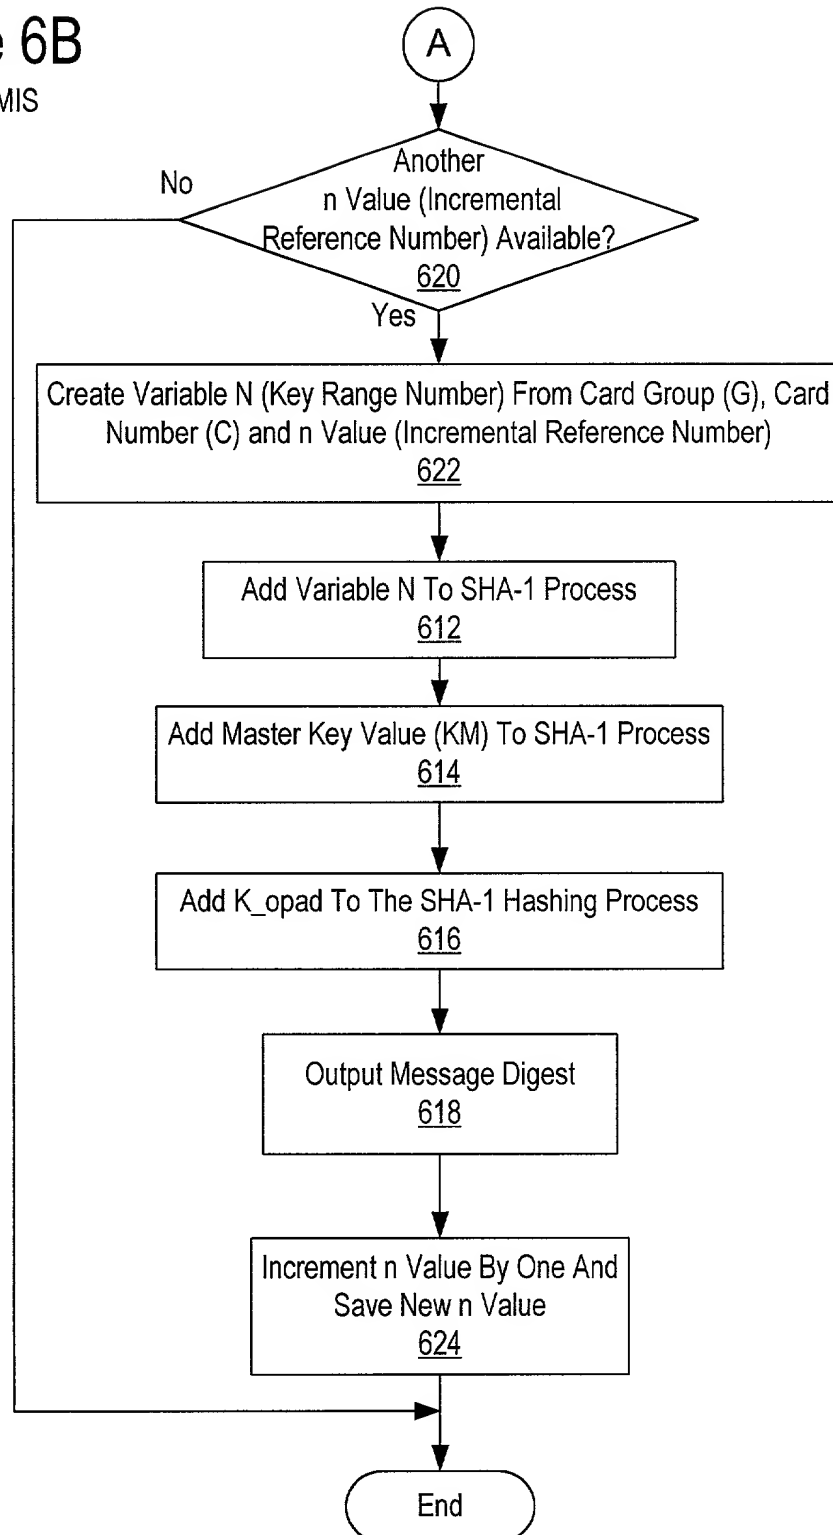 6B
A
MIS
No
Another
n Value (Incremental
Reference Number) Available?
620
Yes
Create Variable N (Key Range Number) From Card Group (G), Card
Number (C) and n Value (Incremental Reference Number)
622
Add Variable N To SHA-1 Process
612
Add Master Key Value (KM) To SHA-1 Process
614
Add K_opad To The SHA-1 Hashing Process
616
Output Message Digest
618
Increment n Value By One And
Save New n Value
624
End